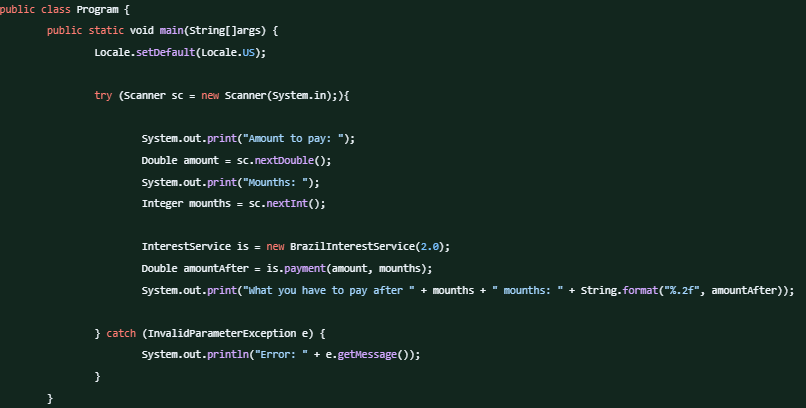 public class Program {
public static void main(String[]args) {
Locale.setDefault(Locale.US);
try (Scanner sc = new Scanner(System.in);){
System.out.print("Amount to pay: ");
Double amount = sc.nextDouble();
System.out.print("Mounths: ");
Integer mounths = sc.nextInt();
InterestService is = new BrazilInterestService(2.0);
Double amountAfter = is.payment(amount, mounths);
System.out.print("What you have to pay after " + mounths + " mounths: " + String.format("%.2f", amountAfter));
} catch (InvalidParameterException e) {
System.out.println("Error: " + e.getMessage());
}
}